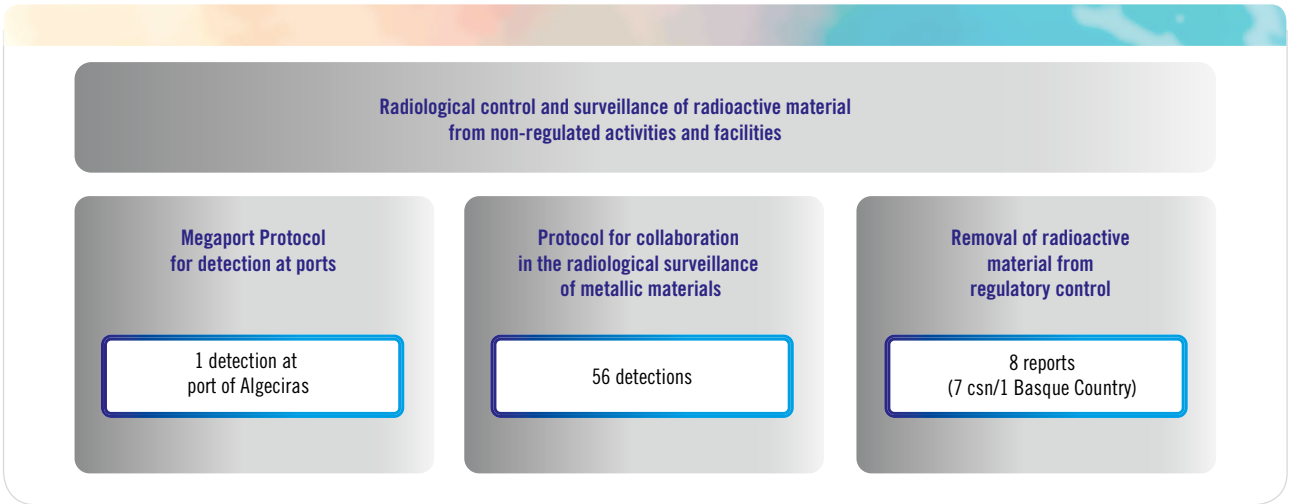 Radiological control and surveillance of radioactive material
from non-regulated activities and facilities
Megaport Protocol
for detection at ports
1 detection at
port of Algeciras
Protocol for collaboration
in the radiological surveillance
of metallic materials
56 detections
Removal of radioactive
material from
regulatory control
8 reports
(7 csn/1 Basque Country)